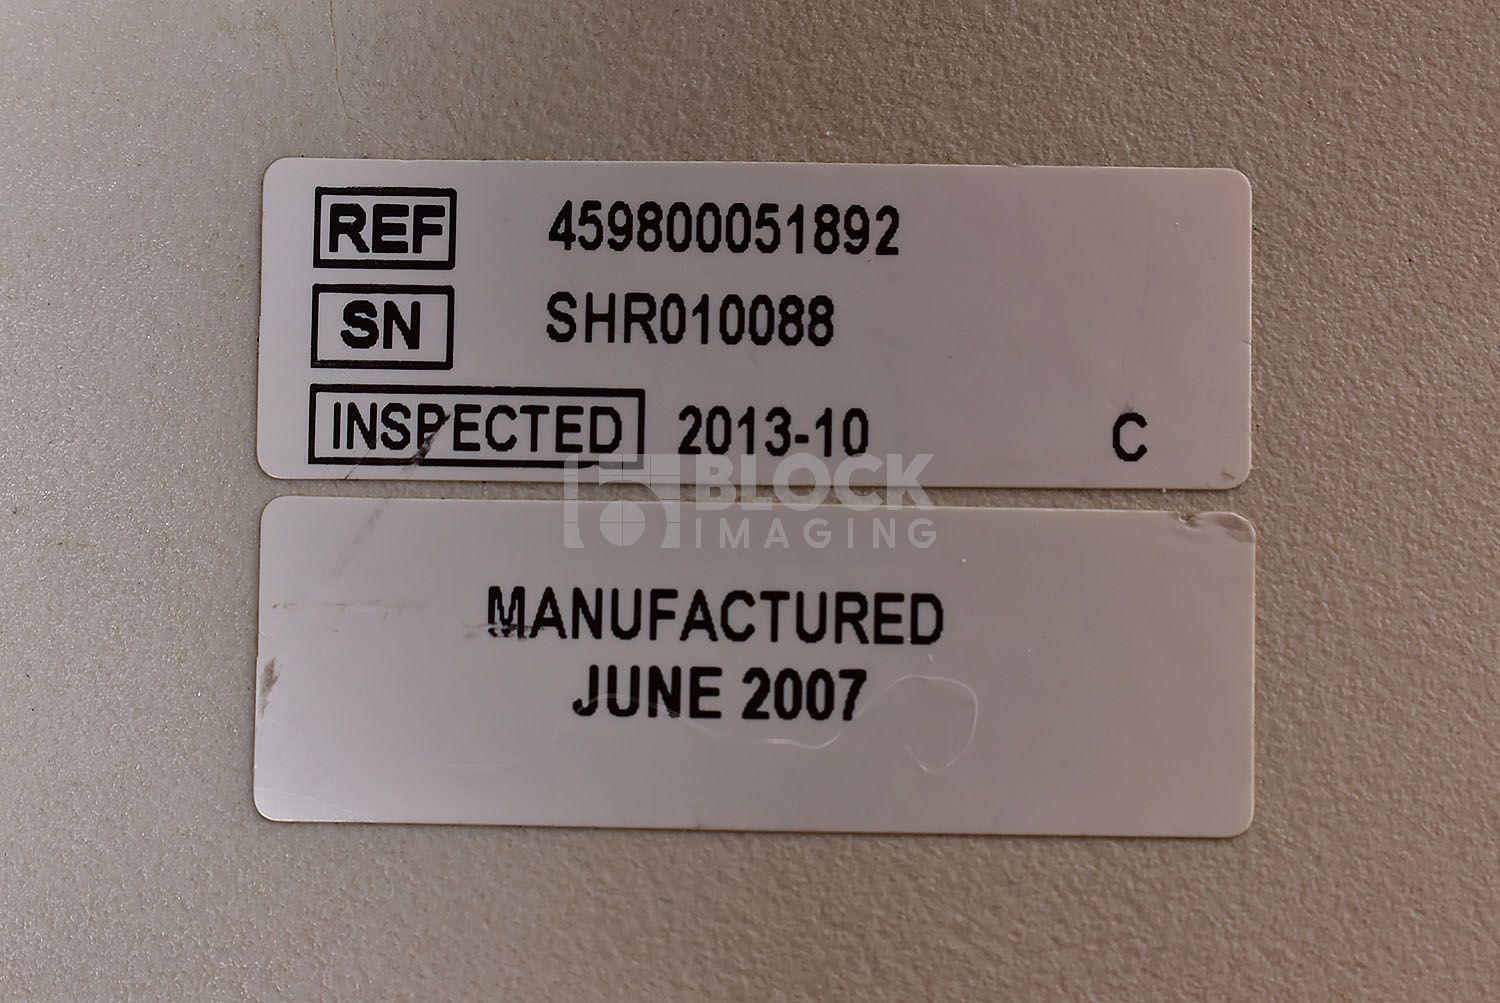 REF 459800051892
SN SHR010088
INSPECTED 2013-10 C
BLOCK
IMAGING
MANUFACTURED
JUNE 2007